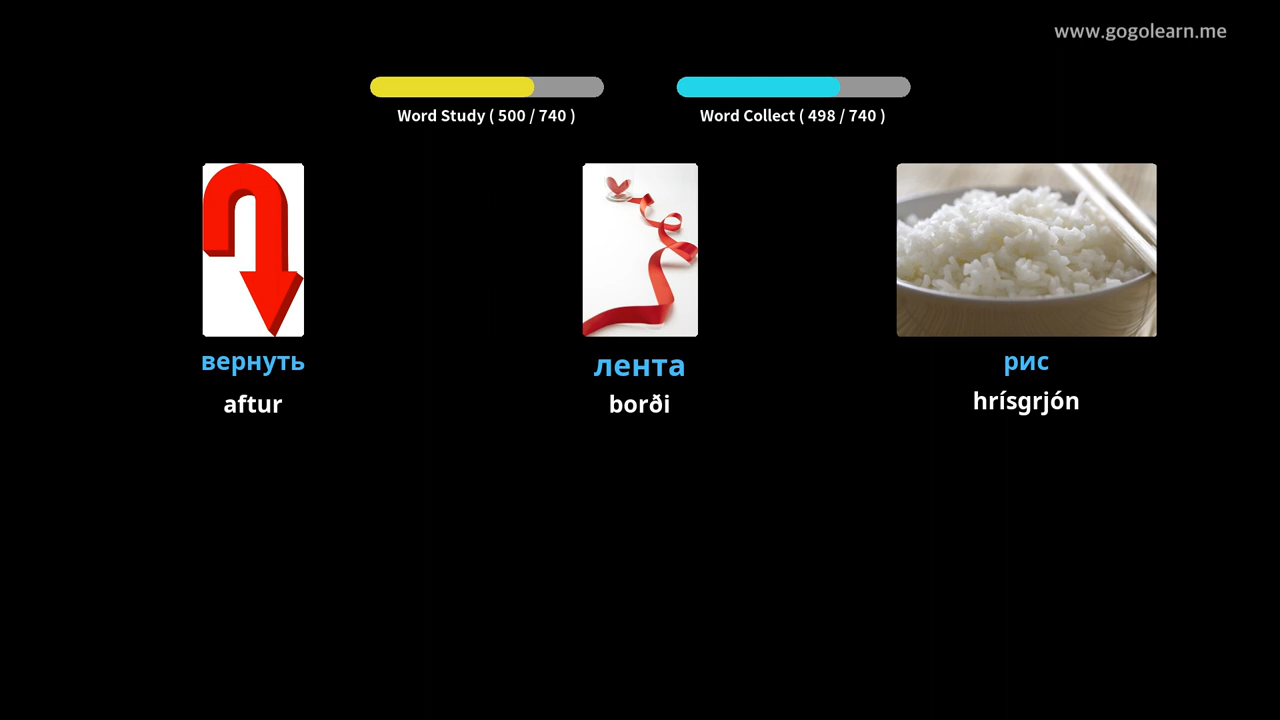 www.gogolearn.me
Word Study ( 500 / 740 )
Word Collect ( 498 / 740 )
вернуть
лента
рис
aftur
borði
hrísgrjón